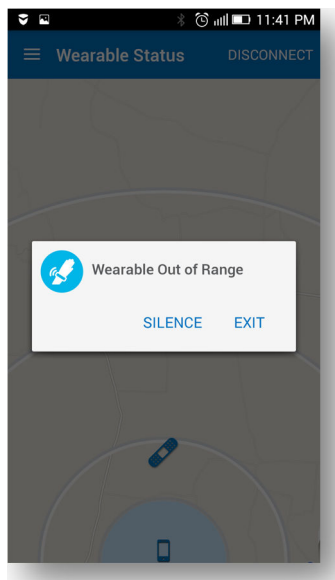 11:41 PM
Wearable Status DISCONNECT
Wearable Out of Range
SILENCE EXIT